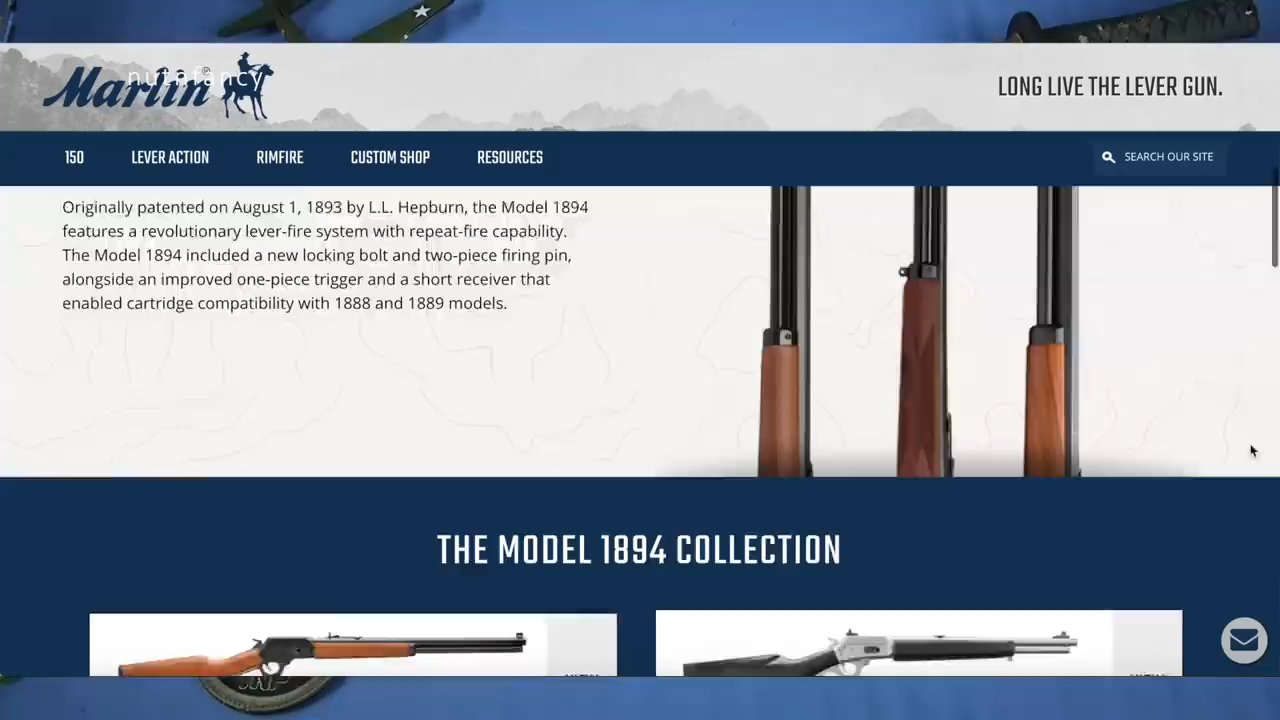 Marlin
nutnfancy
LONG LIVE THE LEVER GUN.
150
LEVER ACTION
RIMFIRE
CUSTOM SHOP
RESOURCES
SEARCH OUR SITE
Originally patented on August 1, 1893 by L.L. Hepburn, the Model 1894
features a revolutionary lever-fire system with repeat-fire capability.
The Model 1894 included a new locking bolt and two-piece firing pin,
alongside an improved one-piece trigger and a short receiver that
enabled cartridge compatibility with 1888 and 1889 models.
THE MODEL 1894 COLLECTION